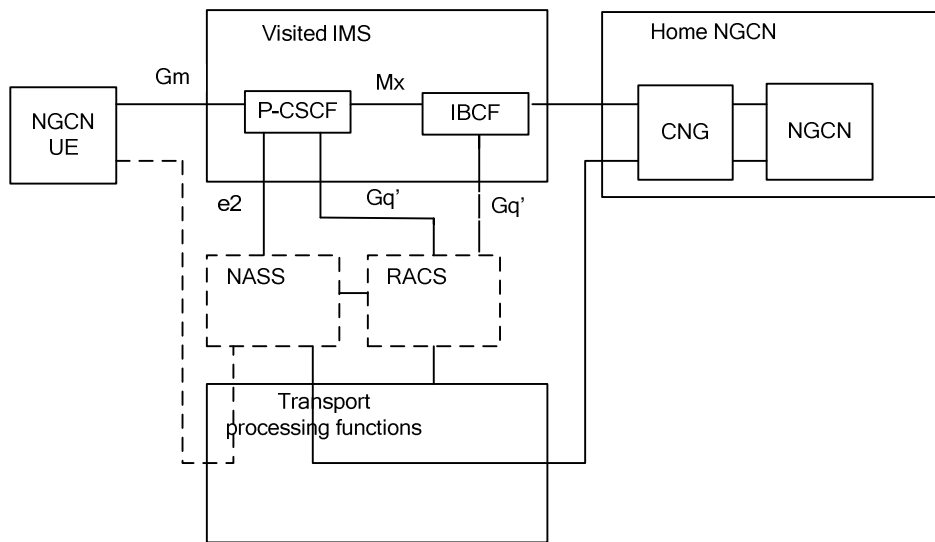 Visited IMS
Home NGCN
Gm
Mx
NGCN
UE
P-CSCF
IBCF
CNG
NGCN
e2
Gq’
Gq’
NASS
RACS
Transport
processing functions